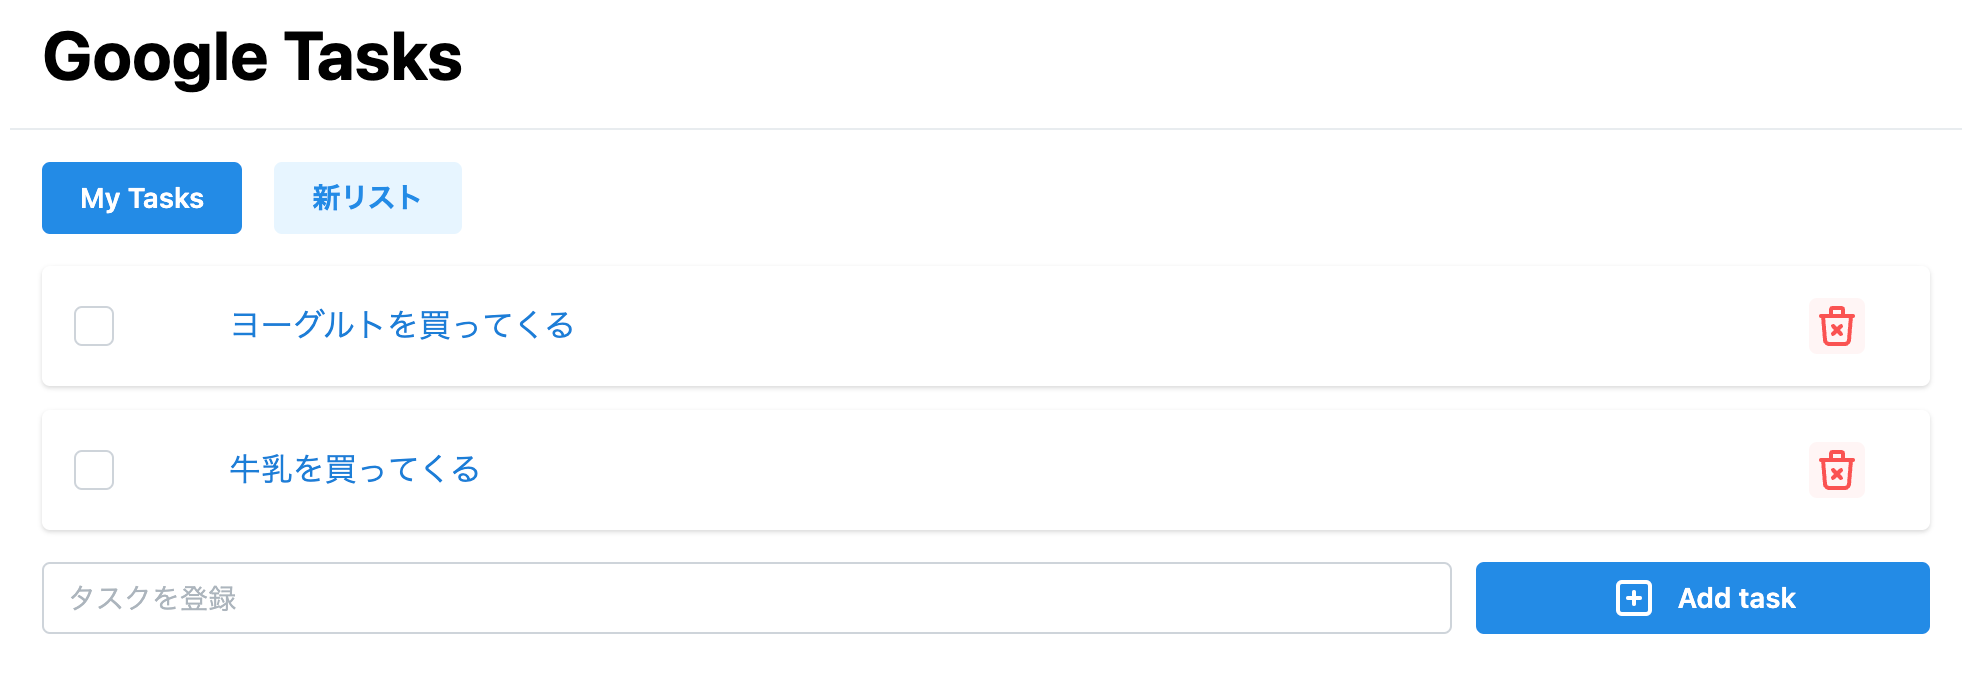 Google Tasks
My Tasks
新リスト
ヨーグルトを買ってくる
牛乳を買ってくる
タスクを登録
Add task